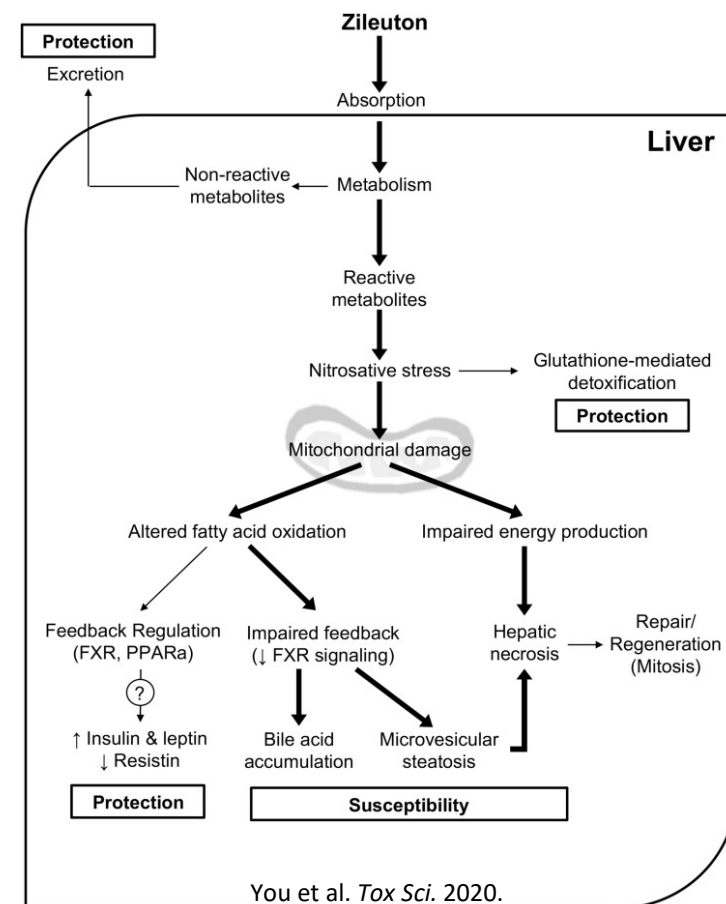 Zileuton
Protection
Excretion
Absorption
Liver
Non-reactive
metabolites
Metabolism
Reactive
metabolites
Nitrosative stress
Glutathione-mediated
detoxification
Protection
Mitochondrial damage
Altered fatty acid oxidation
Impaired energy production
Feedback Regulation
(FXR, PPARa)
?
↑ Insulin & leptin
↓ Resistin
Protection
Impaired feedback
(↓ FXR signaling)
Bile acid
accumulation
Microvesicular
steatosis
Susceptibility
Hepatic
necrosis
Repair/
Regeneration
(Mitosis)
You et al. Tox Sci. 2020.